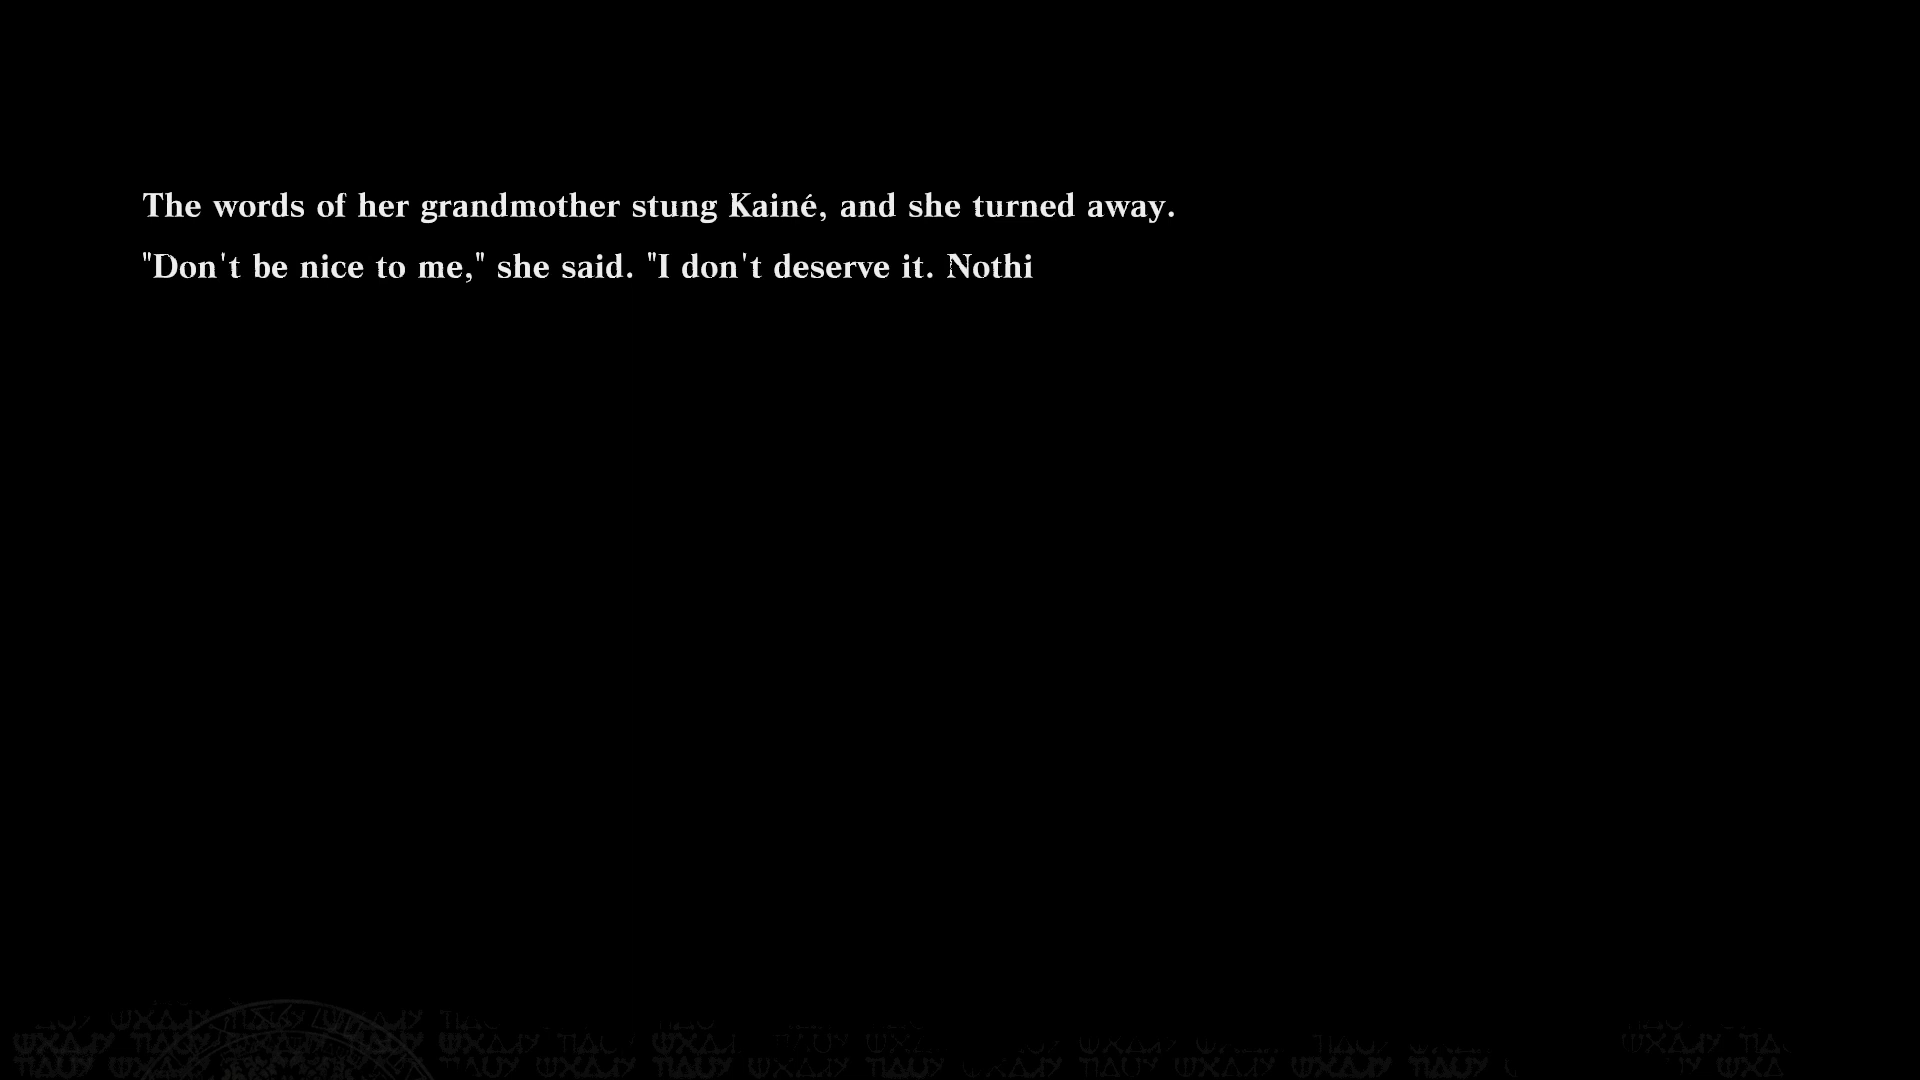 The words of her grandmother stung Kainé, and she turned away.
"Don't be nice to me," she said. "I don't deserve it. Nothi